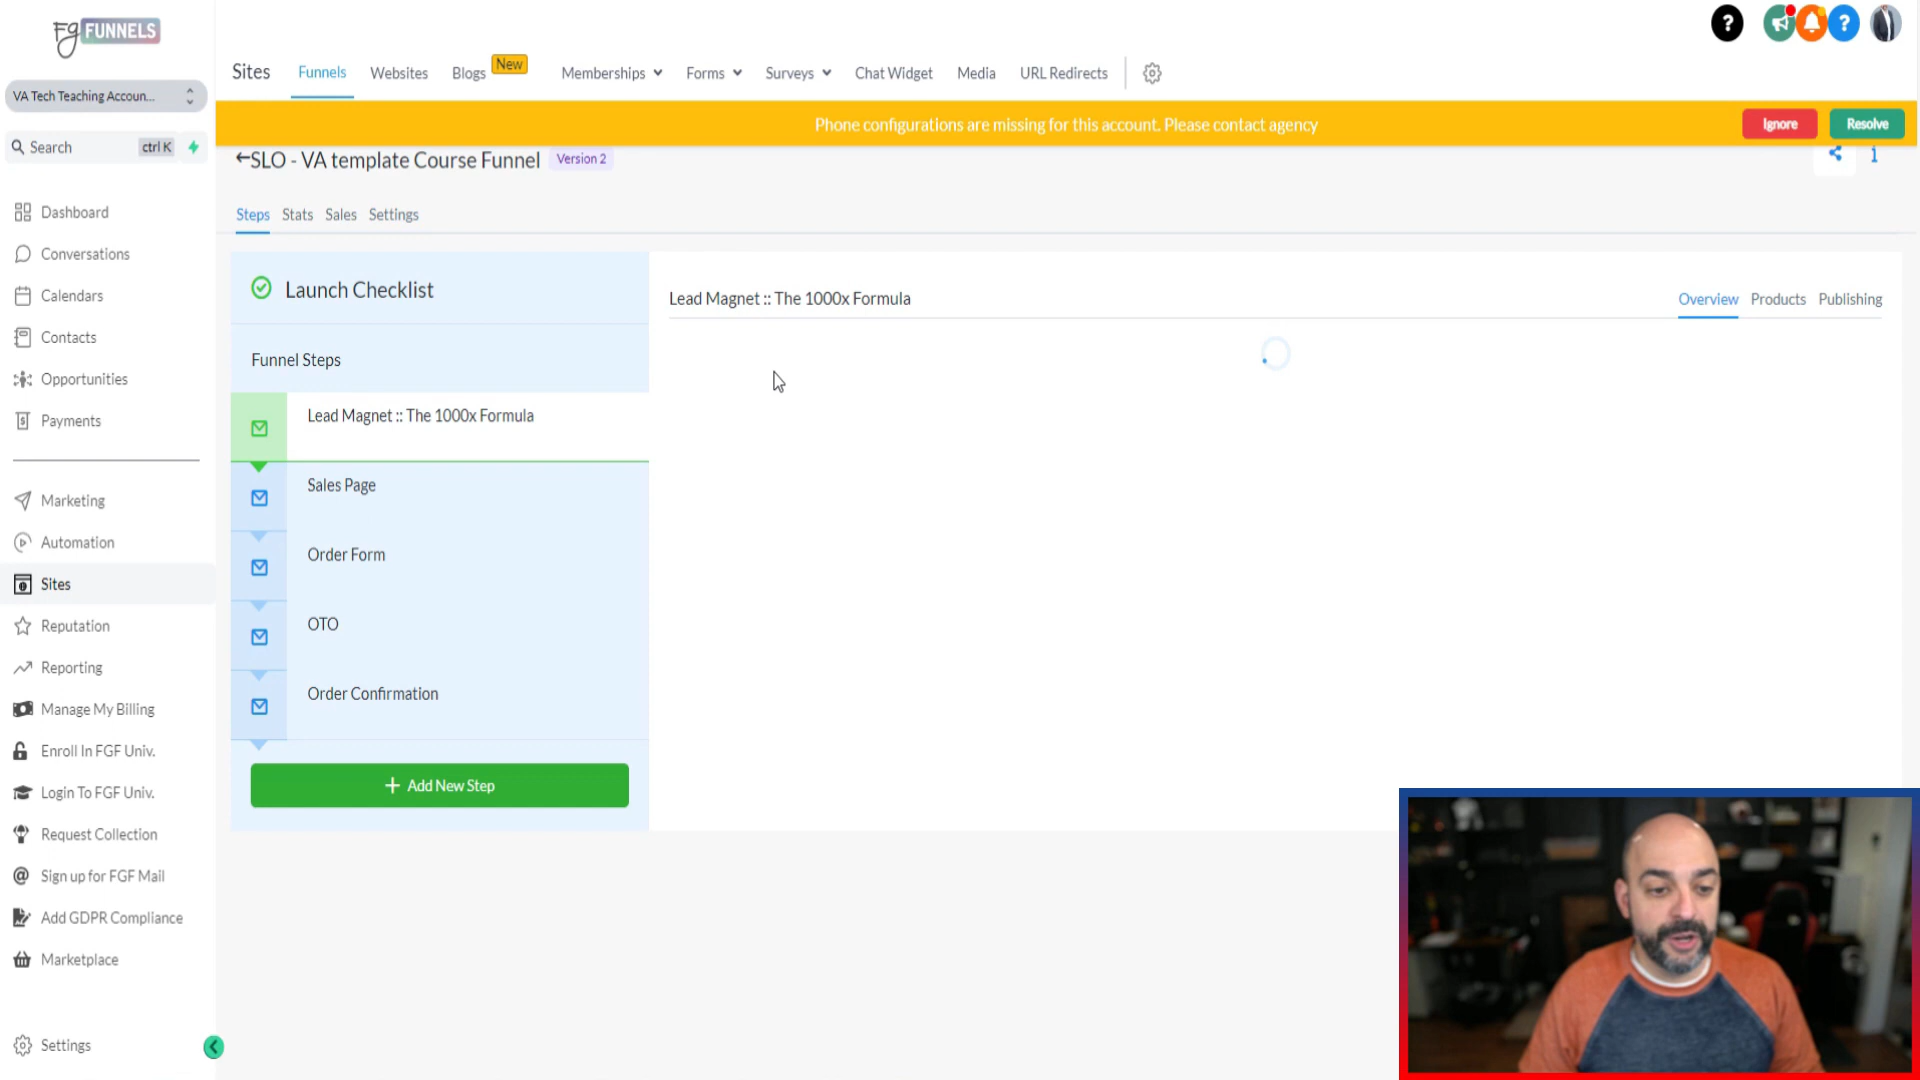 Fg FUNNELS
VA Tech Teaching Accoun...
Search ctrl K
Dashboard
Conversations
Calendars
Contacts
Opportunities
Payments
Marketing
Automation
Sites
Reputation
Reporting
Manage My Billing
Enroll In FGF Univ.
Login To FGF Univ.
Request Collection
Sign up for FGF Mail
Add GDPR Compliance
Marketplace
Settings
Sites Funnels Websites Blogs New Memberships Forms Surveys Chat Widget Media URL Redirects
Phone configurations are missing for this account. Please contact agency Ignore Resolve
SLO - VA template Course Funnel Version 2
Steps Stats Sales Settings
Launch Checklist
Funnel Steps
Lead Magnet :: The 1000x Formula
Sales Page
Order Form
OTO
Order Confirmation
+ Add New Step
Lead Magnet :: The 1000x Formula Overview Products Publishing